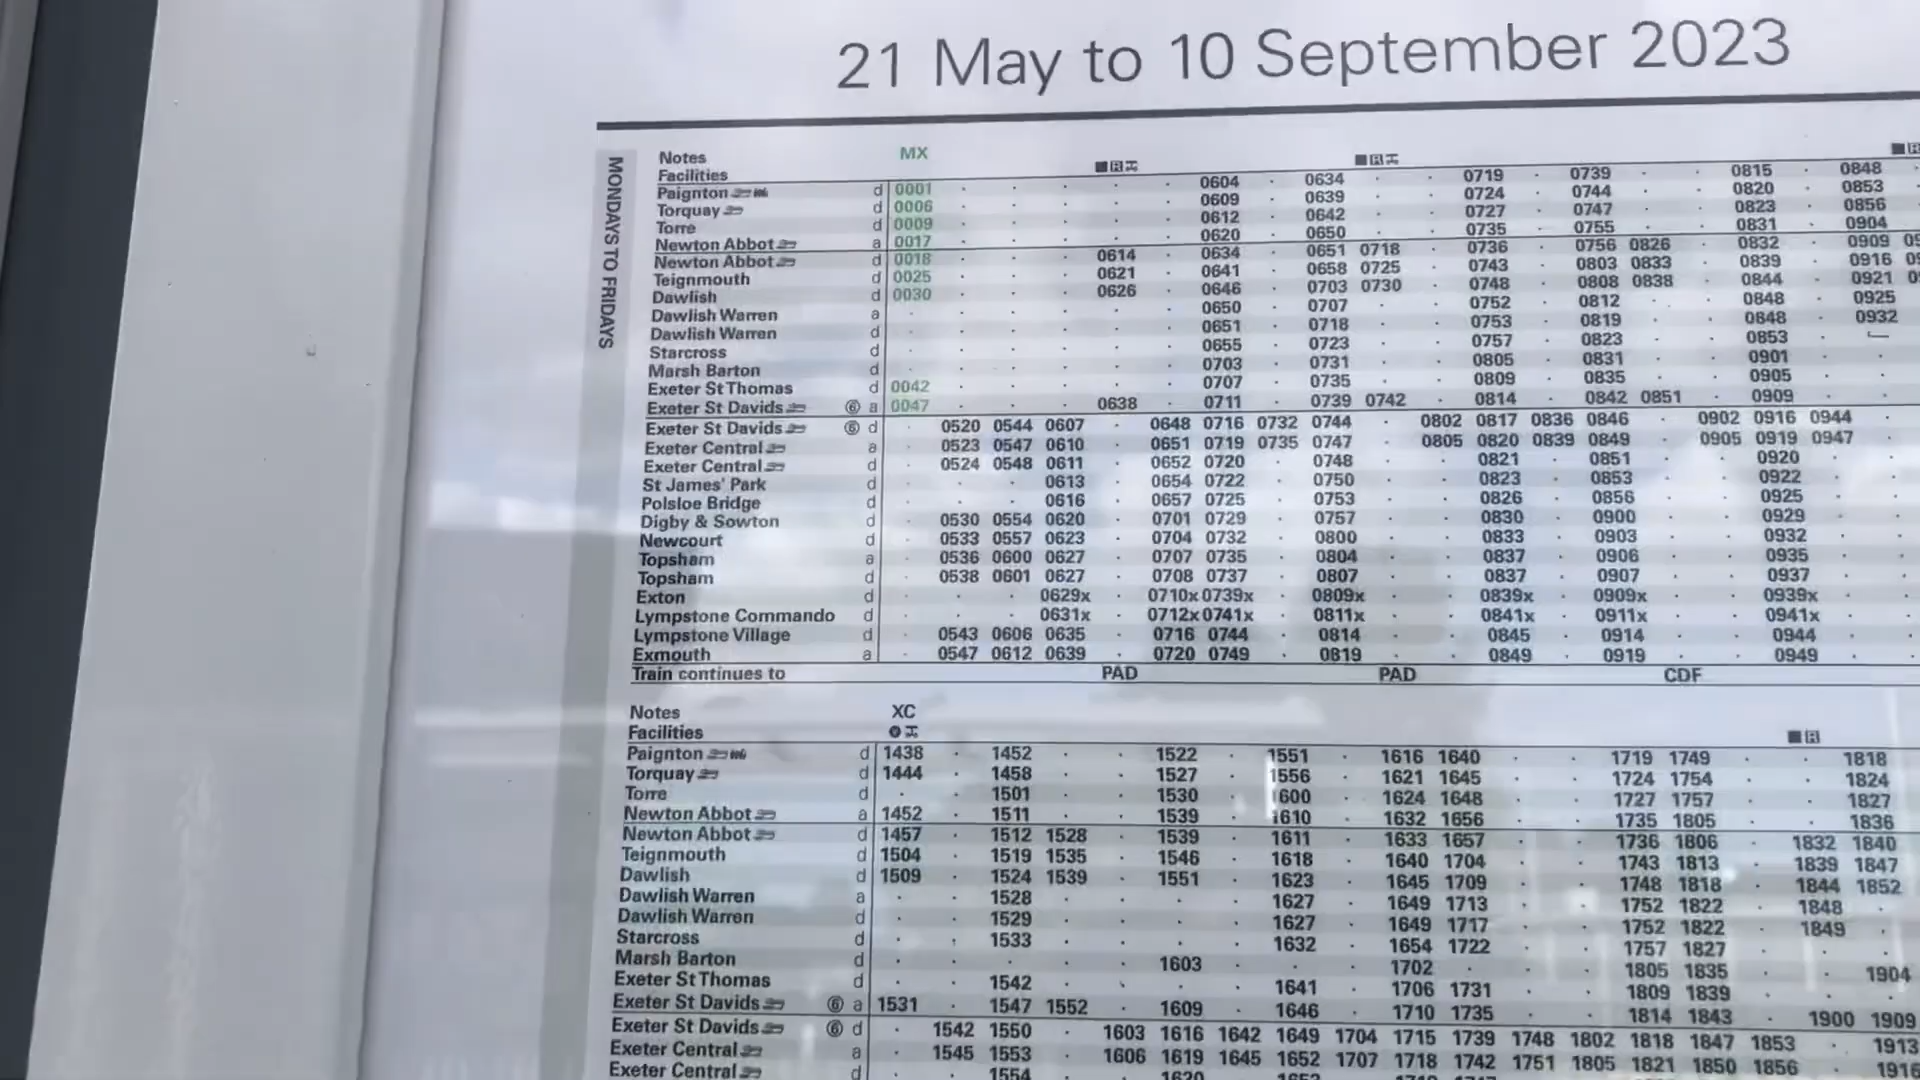 21 May to 10 September 2023
MONDAYS TO FRIDAYS
Notes MX
Facilities
Paignton d 0001 · · · · · 0604 · 0634 · · 0719 · 0739 · · 0815 · 0848
Torquay d 0006 · · · · · 0609 · 0639 · · 0724 · 0744 · · 0820 · 0853
Torre d 0009 · · · · · 0612 · 0642 · · 0727 · 0747 · · 0823 · 0856
Newton Abbot a 0017 · · · · · 0620 · 0650 · · 0735 · 0755 · · 0831 · 0904
Newton Abbot d 0018 · · · 0614 · 0634 · 0651 0718 · 0736 · 0756 0826 · 0832 · 0909
Teignmouth d 0025 · · · 0621 · 0641 · 0658 0725 · 0743 · 0803 0833 · 0839 · 0916
Dawlish d 0030 · · · 0626 · 0646 · 0703 0730 · 0748 · 0808 0838 · 0844 · 0921
Dawlish Warren a · · · · · · 0650 · 0707 · · 0752 · 0812 · · 0848 · 0925
Dawlish Warren d · · · · · · 0651 · 0718 · · 0753 · 0819 · · 0848 · 0932
Starcross d · · · · · · 0655 · 0723 · · 0757 · 0823 · · 0853
Marsh Barton d · · · · · · 0703 · 0731 · · 0805 · 0831 · · 0901 ·
Exeter St Thomas d 0042 · · · · · 0707 · 0735 · · 0809 · 0835 · · 0905 ·
Exeter St Davids ⑥ a 0047 · · · 0638 · 0711 · 0739 0742 · 0814 · 0842 0851 · 0909 ·
Exeter St Davids ⑥ d · 0520 0544 0607 · 0648 0716 0732 0744 · 0802 0817 0836 0846 · 0902 0916 0944 ·
Exeter Central a · 0523 0547 0610 · 0651 0719 0735 0747 · 0805 0820 0839 0849 · 0905 0919 0947 ·
Exeter Central d · 0524 0548 0611 · 0652 0720 · 0748 · · 0821 · 0851 · · 0920 ·
St James' Park d · · · 0613 · 0654 0722 · 0750 · · 0823 · 0853 · · 0922 ·
Polsloe Bridge d · · · 0616 · 0657 0725 · 0753 · · 0826 · 0856 · · 0925 ·
Digby & Sowton d · 0530 0554 0620 · 0701 0729 · 0757 · · 0830 · 0900 · · 0929 ·
Newcourt d · 0533 0557 0623 · 0704 0732 · 0800 · · 0833 · 0903 · · 0932 ·
Topsham a · 0536 0600 0627 · 0707 0735 · 0804 · · 0837 · 0906 · · 0935 ·
Topsham d · 0538 0601 0627 · 0708 0737 · 0807 · · 0837 · 0907 · · 0937 ·
Exton d · · · 0629x · 0710x 0739x · 0809x · · 0839x · 0909x · · 0939x ·
Lympstone Commando d · · · 0631x · 0712x 0741x · 0811x · · 0841x · 0911x · · 0941x ·
Lympstone Village d · 0543 0606 0635 · 0716 0744 · 0814 · · 0845 · 0914 · · 0944 ·
Exmouth a · 0547 0612 0639 · 0720 0749 · 0819 · · 0849 · 0919 · · 0949 ·
Train continues to PAD PAD CDF
Notes XC
Facilities
Paignton d 1438 · 1452 · · 1522 · 1551 · 1616 1640 · · 1719 1749 · · 1818
Torquay d 1444 · 1458 · · 1527 · 1556 · 1621 1645 · · 1724 1754 · · 1824
Torre d · · 1501 · · 1530 · 1600 · 1624 1648 · · 1727 1757 · · 1827
Newton Abbot a 1452 · 1511 · · 1539 · 1610 · 1632 1656 · · 1735 1805 · · 1836
Newton Abbot d 1457 · 1512 1528 · 1539 · 1611 · 1633 1657 · · 1736 1806 · 1832 1840
Teignmouth d 1504 · 1519 1535 · 1546 · 1618 · 1640 1704 · · 1743 1813 · 1839 1847
Dawlish d 1509 · 1524 1539 · 1551 · 1623 · 1645 1709 · · 1748 1818 · 1844 1852
Dawlish Warren a · · 1528 · · · · 1627 · 1649 1713 · · 1752 1822 · 1848 ·
Dawlish Warren d · · 1529 · · · · 1627 · 1649 1717 · · 1752 1822 · 1849 ·
Starcross d · · 1533 · · · · 1632 · 1654 1722 · · 1757 1827 · · ·
Marsh Barton d · · · · · 1603 · · · 1702 · · · 1805 1835 · · 1904
Exeter St Thomas d · · 1542 · · · · 1641 · 1706 1731 · · 1809 1839 · · ·
Exeter St Davids ⑥ a 1531 · 1547 1552 · 1609 · 1646 · 1710 1735 · · 1814 1843 · 1900 1909
Exeter St Davids ⑥ d · 1542 1550 · 1603 1616 1642 1649 1704 1715 1739 1748 1802 1818 1847 1853 · 1913
Exeter Central a · 1545 1553 · 1606 1619 1645 1652 1707 1718 1742 1751 1805 1821 1850 1856 · 1916
Exeter Central d · 1554